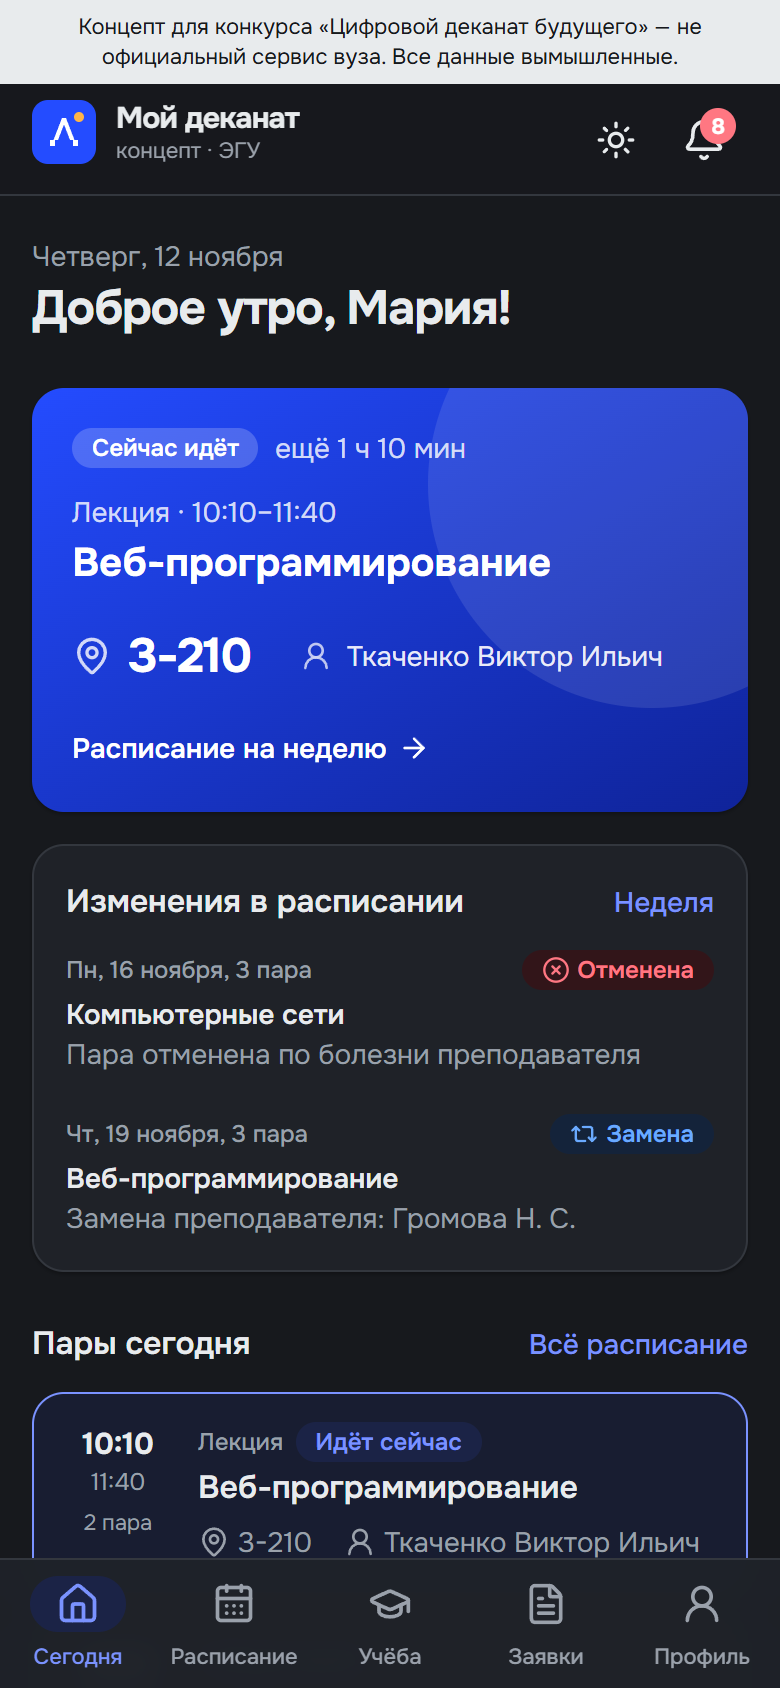 Концепт для конкурса «Цифровой деканат будущего» — не
официальный сервис вуза. Все данные вымышленные.
Мой деканат
концепт · ЭГУ
8
Четверг, 12 ноября
Доброе утро, Мария!
Сейчас идёт ещё 1 ч 10 мин
Лекция · 10:10–11:40
Веб-программирование
3-210 Ткаченко Виктор Ильич
Расписание на неделю →
Изменения в расписании Неделя
Пн, 16 ноября, 3 пара Отменена
Компьютерные сети
Пара отменена по болезни преподавателя
Чт, 19 ноября, 3 пара Замена
Веб-программирование
Замена преподавателя: Громова Н. С.
Пары сегодня Всё расписание
10:10 Лекция Идёт сейчас
11:40 Веб-программирование
2 пара 3-210 Ткаченко Виктор Ильич
Сегодня Расписание Учёба Заявки Профиль